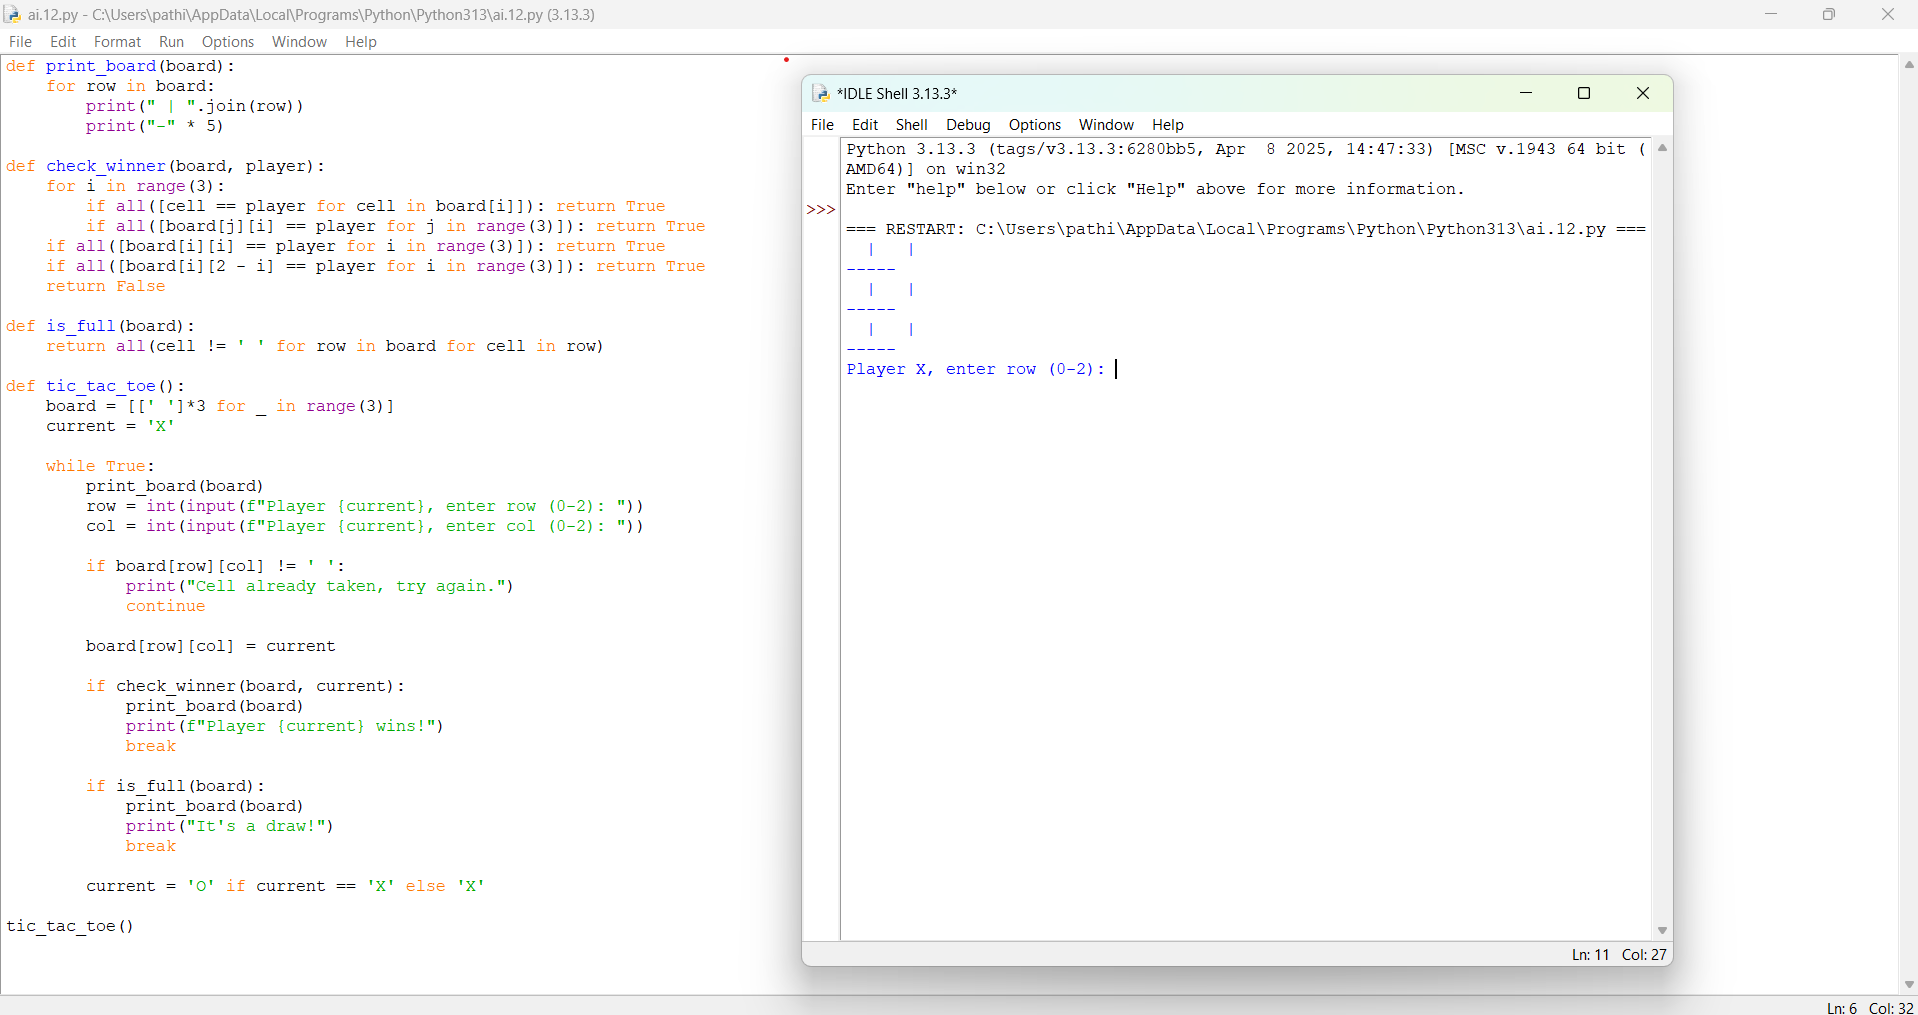 ai.12.py - C:\Users\pathi\AppData\Local\Programs\Python\Python313\ai.12.py (3.13.3)
File Edit Format Run Options Window Help
def print_board(board):
    for row in board:
        print(" | ".join(row))
        print("-" * 5)

def check_winner(board, player):
    for i in range(3):
        if all([cell == player for cell in board[i]]): return True
        if all([board[j][i] == player for j in range(3)]): return True
    if all([board[i][i] == player for i in range(3)]): return True
    if all([board[i][2 - i] == player for i in range(3)]): return True
    return False

def is_full(board):
    return all(cell != ' ' for row in board for cell in row)

def tic_tac_toe():
    board = [[' ']*3 for _ in range(3)]
    current = 'X'

    while True:
        print_board(board)
        row = int(input(f"Player {current}, enter row (0-2): "))
        col = int(input(f"Player {current}, enter col (0-2): "))

        if board[row][col] != ' ':
            print("Cell already taken, try again.")
            continue

        board[row][col] = current

        if check_winner(board, current):
            print_board(board)
            print(f"Player {current} wins!")
            break

        if is_full(board):
            print_board(board)
            print("It's a draw!")
            break

        current = 'O' if current == 'X' else 'X'

tic_tac_toe()
*IDLE Shell 3.13.3*
File Edit Shell Debug Options Window Help
Python 3.13.3 (tags/v3.13.3:6280bb5, Apr  8 2025, 14:47:33) [MSC v.1943 64 bit (
AMD64)] on win32
Enter "help" below or click "Help" above for more information.
>>>
=== RESTART: C:\Users\pathi\AppData\Local\Programs\Python\Python313\ai.12.py ===
  |   |
-----
  |   |
-----
  |   |
-----
Player X, enter row (0-2):
Ln: 11 Col: 27
Ln: 6 Col: 32